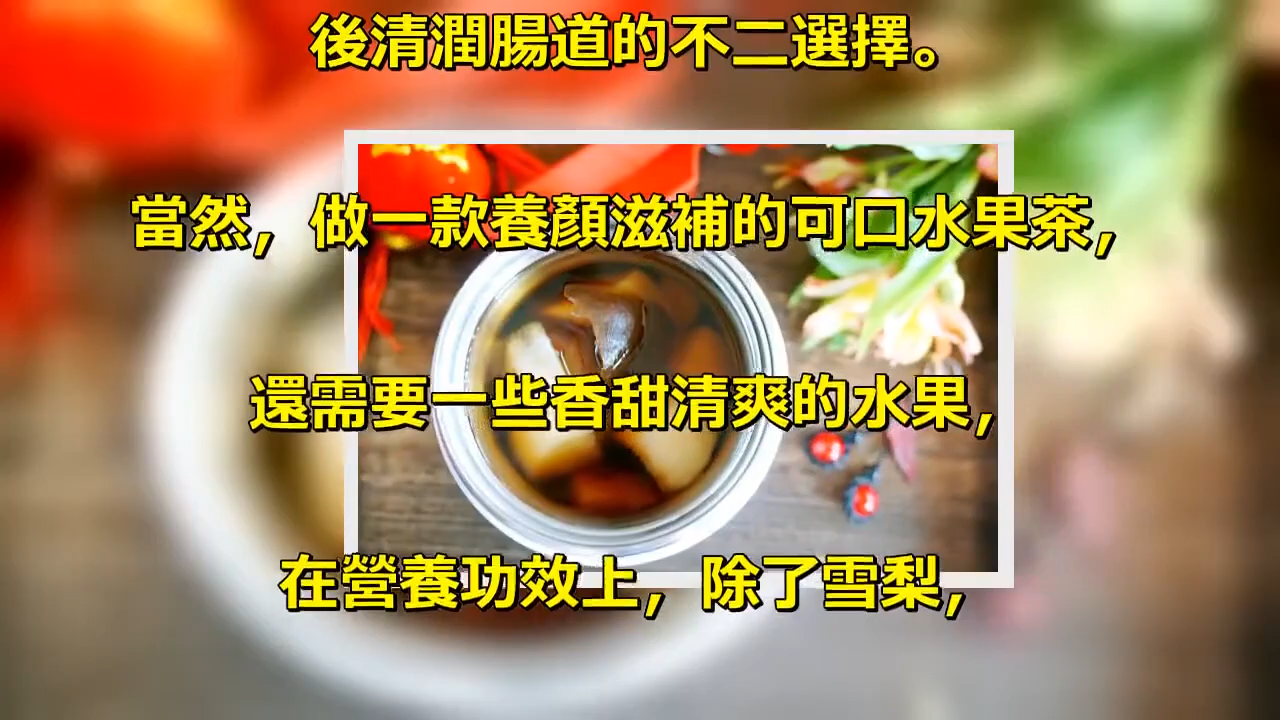 後清潤腸道的不二選擇。
當然，做一款養顏滋補的可口水果茶，
還需要一些香甜清爽的水果，
在營養功效上，除了雪梨，